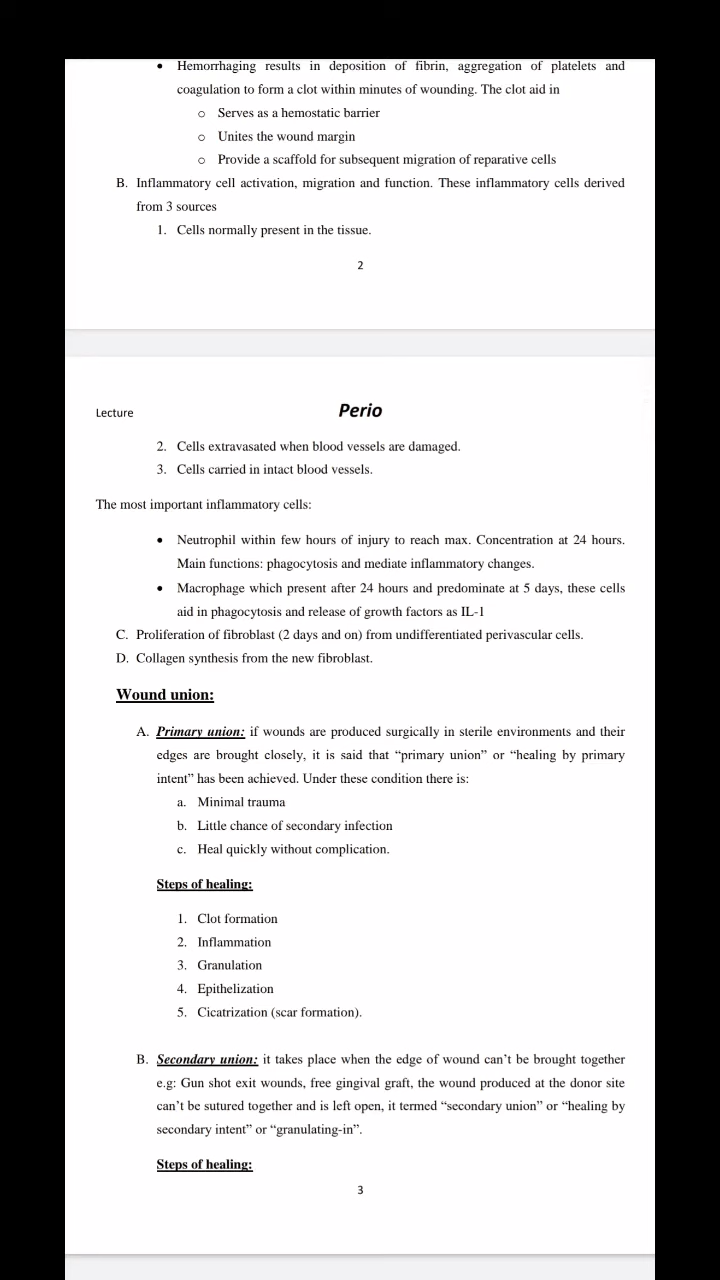 • Hemorrhaging results in deposition of fibrin, aggregation of platelets and
coagulation to form a clot within minutes of wounding. The clot aid in
o Serves as a hemostatic barrier
o Unites the wound margin
o Provide a scaffold for subsequent migration of reparative cells
B. Inflammatory cell activation, migration and function. These inflammatory cells derived
from 3 sources
1. Cells normally present in the tissue.
2
Lecture Perio
2. Cells extravasated when blood vessels are damaged.
3. Cells carried in intact blood vessels.
The most important inflammatory cells:
• Neutrophil within few hours of injury to reach max. Concentration at 24 hours.
Main functions: phagocytosis and mediate inflammatory changes.
• Macrophage which present after 24 hours and predominate at 5 days, these cells
aid in phagocytosis and release of growth factors as IL-1
C. Proliferation of fibroblast (2 days and on) from undifferentiated perivascular cells.
D. Collagen synthesis from the new fibroblast.
Wound union:
A. Primary union: if wounds are produced surgically in sterile environments and their
edges are brought closely, it is said that “primary union” or “healing by primary
intent” has been achieved. Under these condition there is:
a. Minimal trauma
b. Little chance of secondary infection
c. Heal quickly without complication.
Steps of healing:
1. Clot formation
2. Inflammation
3. Granulation
4. Epithelization
5. Cicatrization (scar formation).
B. Secondary union: it takes place when the edge of wound can’t be brought together
e.g: Gun shot exit wounds, free gingival graft, the wound produced at the donor site
can’t be sutured together and is left open, it termed “secondary union” or “healing by
secondary intent” or “granulating-in”.
Steps of healing:
3